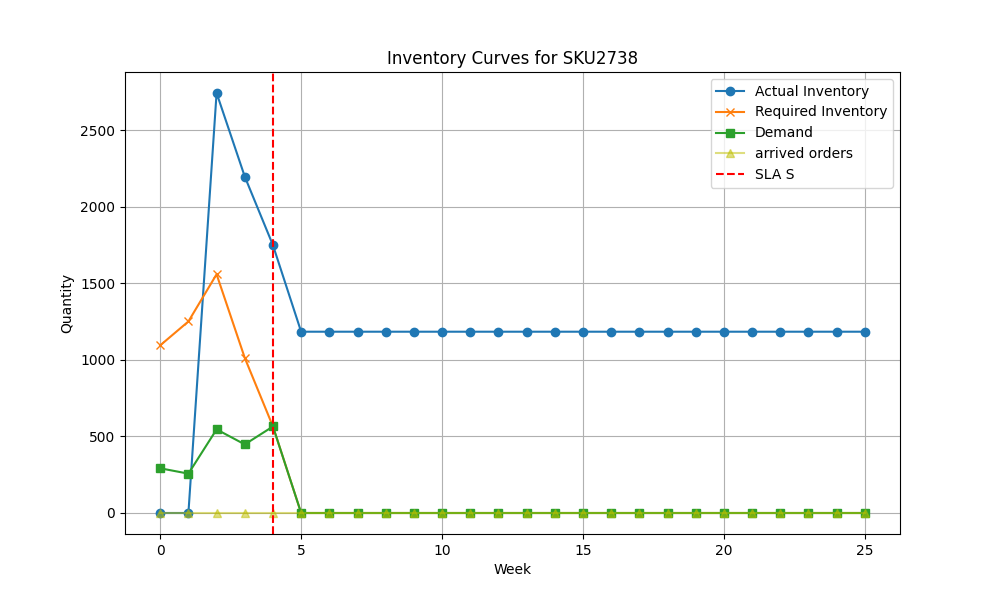 Inventory Curves for SKU2738
Actual Inventory
Required Inventory
Demand
arrived orders
SLA S
Quantity
2500
2000
1500
1000
500
0
0 5 10 15 20 25
Week